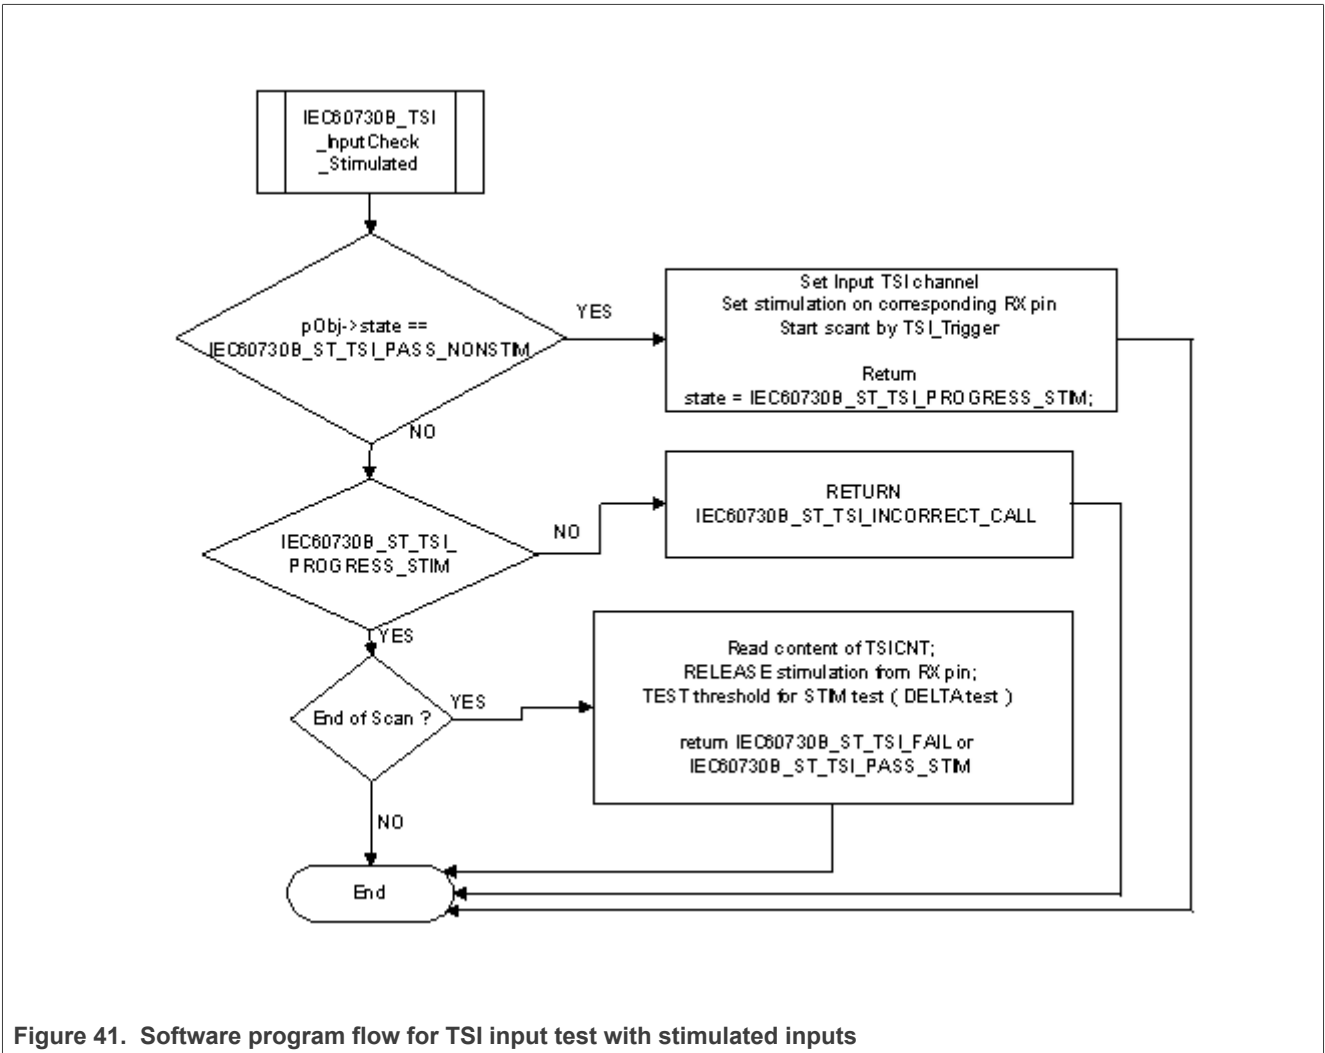 IEC60730B_TSI
_InputCheck
_Stimulated
pObj->state ==
IEC60730B_ST_TSI_PASS_NONSTIM
YES
Set Input TSI channel
Set stimulation on corresponding RX pin
Start scant by TSI_Trigger
Return
state = IEC60730B_ST_TSI_PROGRESS_STIM;
NO
IEC60730B_ST_TSI_
PROGRESS_STIM
NO
RETURN
IEC60730B_ST_TSI_INCORRECT_CALL
YES
End of Scan ?
YES
Read content of TSICNT;
RELEASE stimulation from RX pin;
TEST threshold for STIM test ( DELTA test )
return IEC60730B_ST_TSI_FAIL or
IEC60730B_ST_TSI_PASS_STIM
NO
End
Figure 41. Software program flow for TSI input test with stimulated inputs